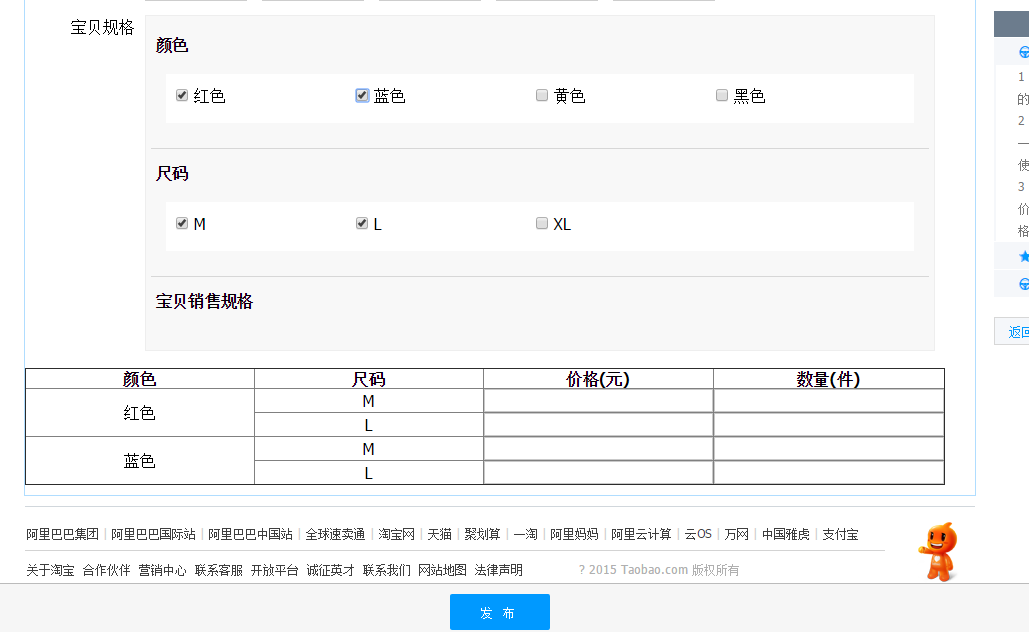 宝贝规格
颜色
红色 蓝色 黄色 黑色
尺码
M L XL
宝贝销售规格
颜色 尺码 价格(元) 数量(件)
红色 M
L
蓝色 M
L
阿里巴巴集团 | 阿里巴巴国际站 | 阿里巴巴中国站 | 全球速卖通 | 淘宝网 | 天猫 | 聚划算 | 一淘 | 阿里妈妈 | 阿里云计算 | 云OS | 万网 | 中国雅虎 | 支付宝
关于淘宝 合作伙伴 营销中心 联系客服 开放平台 诚征英才 联系我们 网站地图 法律声明 ? 2015 Taobao.com 版权所有
发 布
1
的
2
一
使
3
价
格
返回